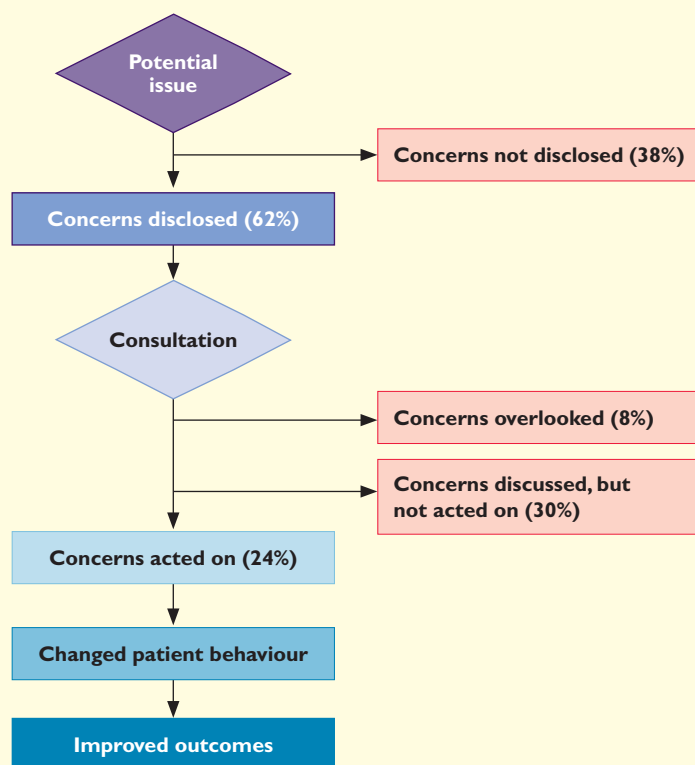 Potential
issue
Concerns not disclosed (38%)
Concerns disclosed (62%)
Consultation
Concerns overlooked (8%)
Concerns discussed, but
not acted on (30%)
Concerns acted on (24%)
Changed patient behaviour
Improved outcomes